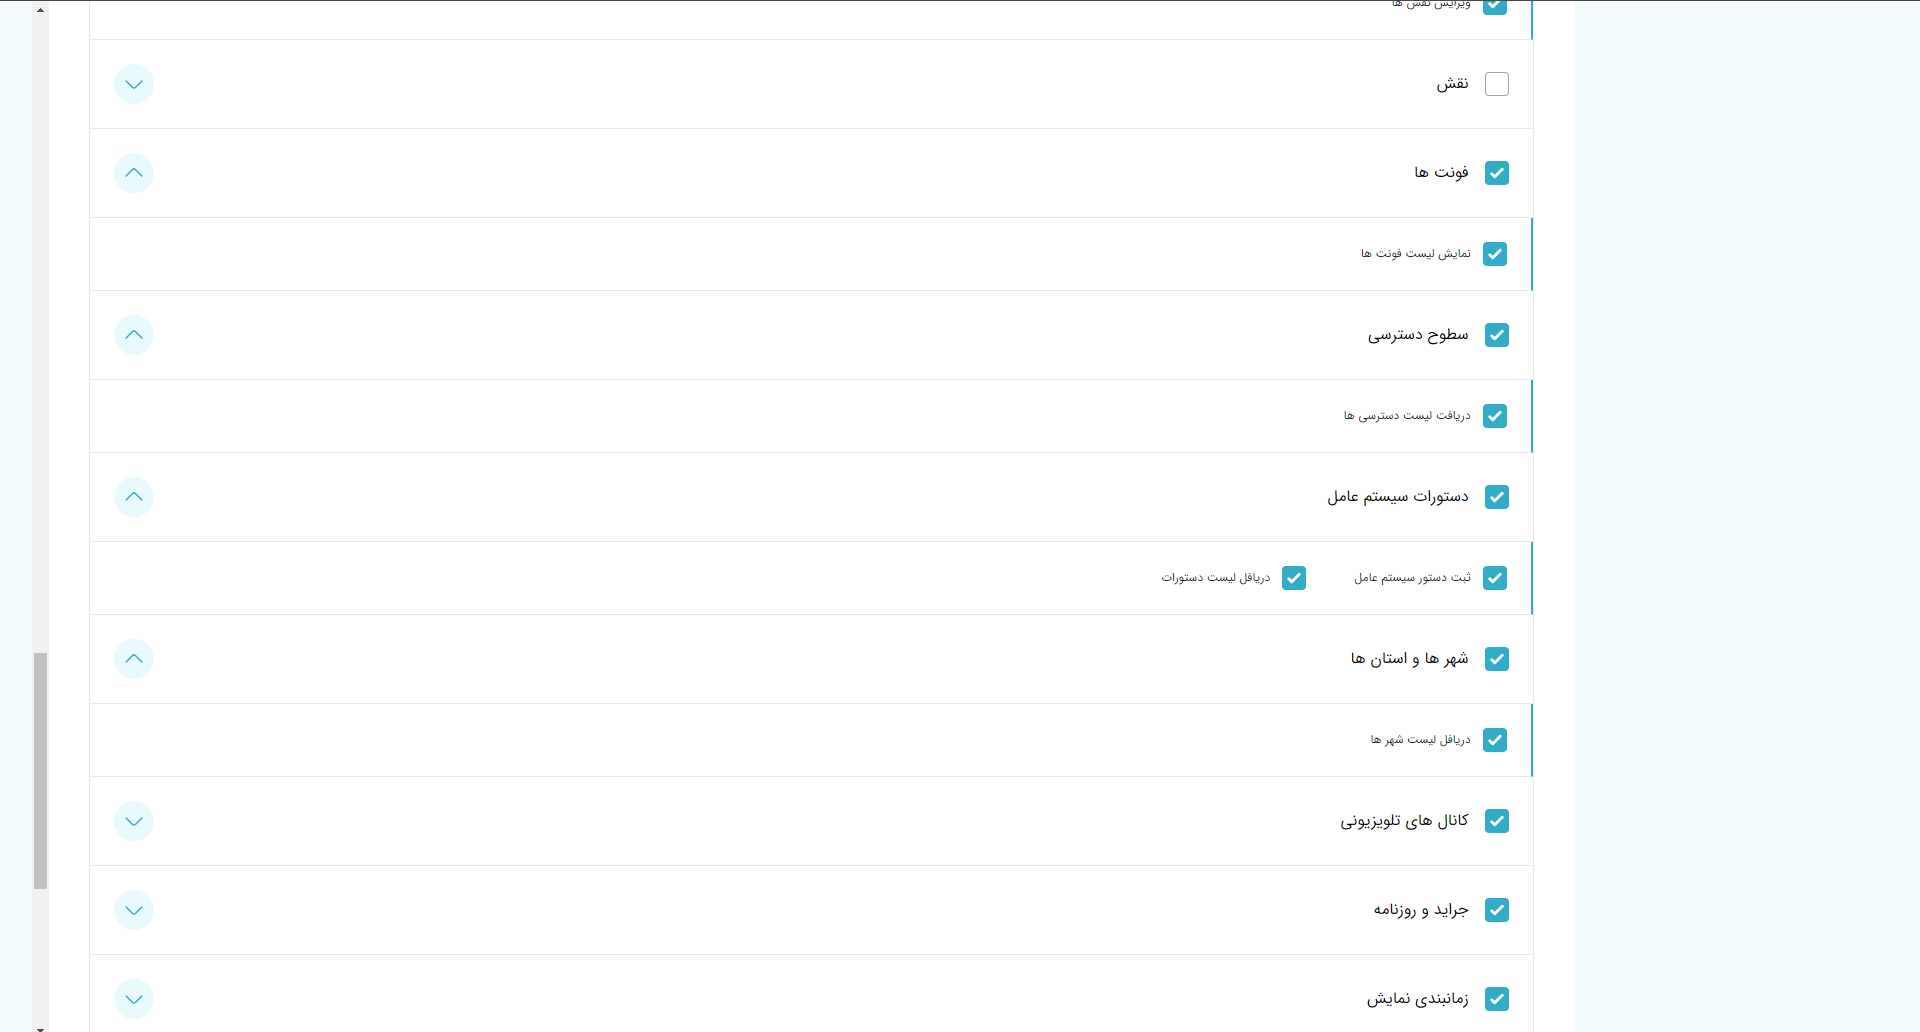 ویرایش نقش ها
نقش
فونت ها
نمایش لیست فونت ها
سطوح دسترسی
دریافت لیست دسترسی ها
دستورات سیستم عامل
ثبت دستور سیستم عامل دریافل لیست دستورات
شهر ها و استان ها
دریافل لیست شهر ها
کانال های تلویزیونی
جراید و روزنامه
زمانبندی نمایش